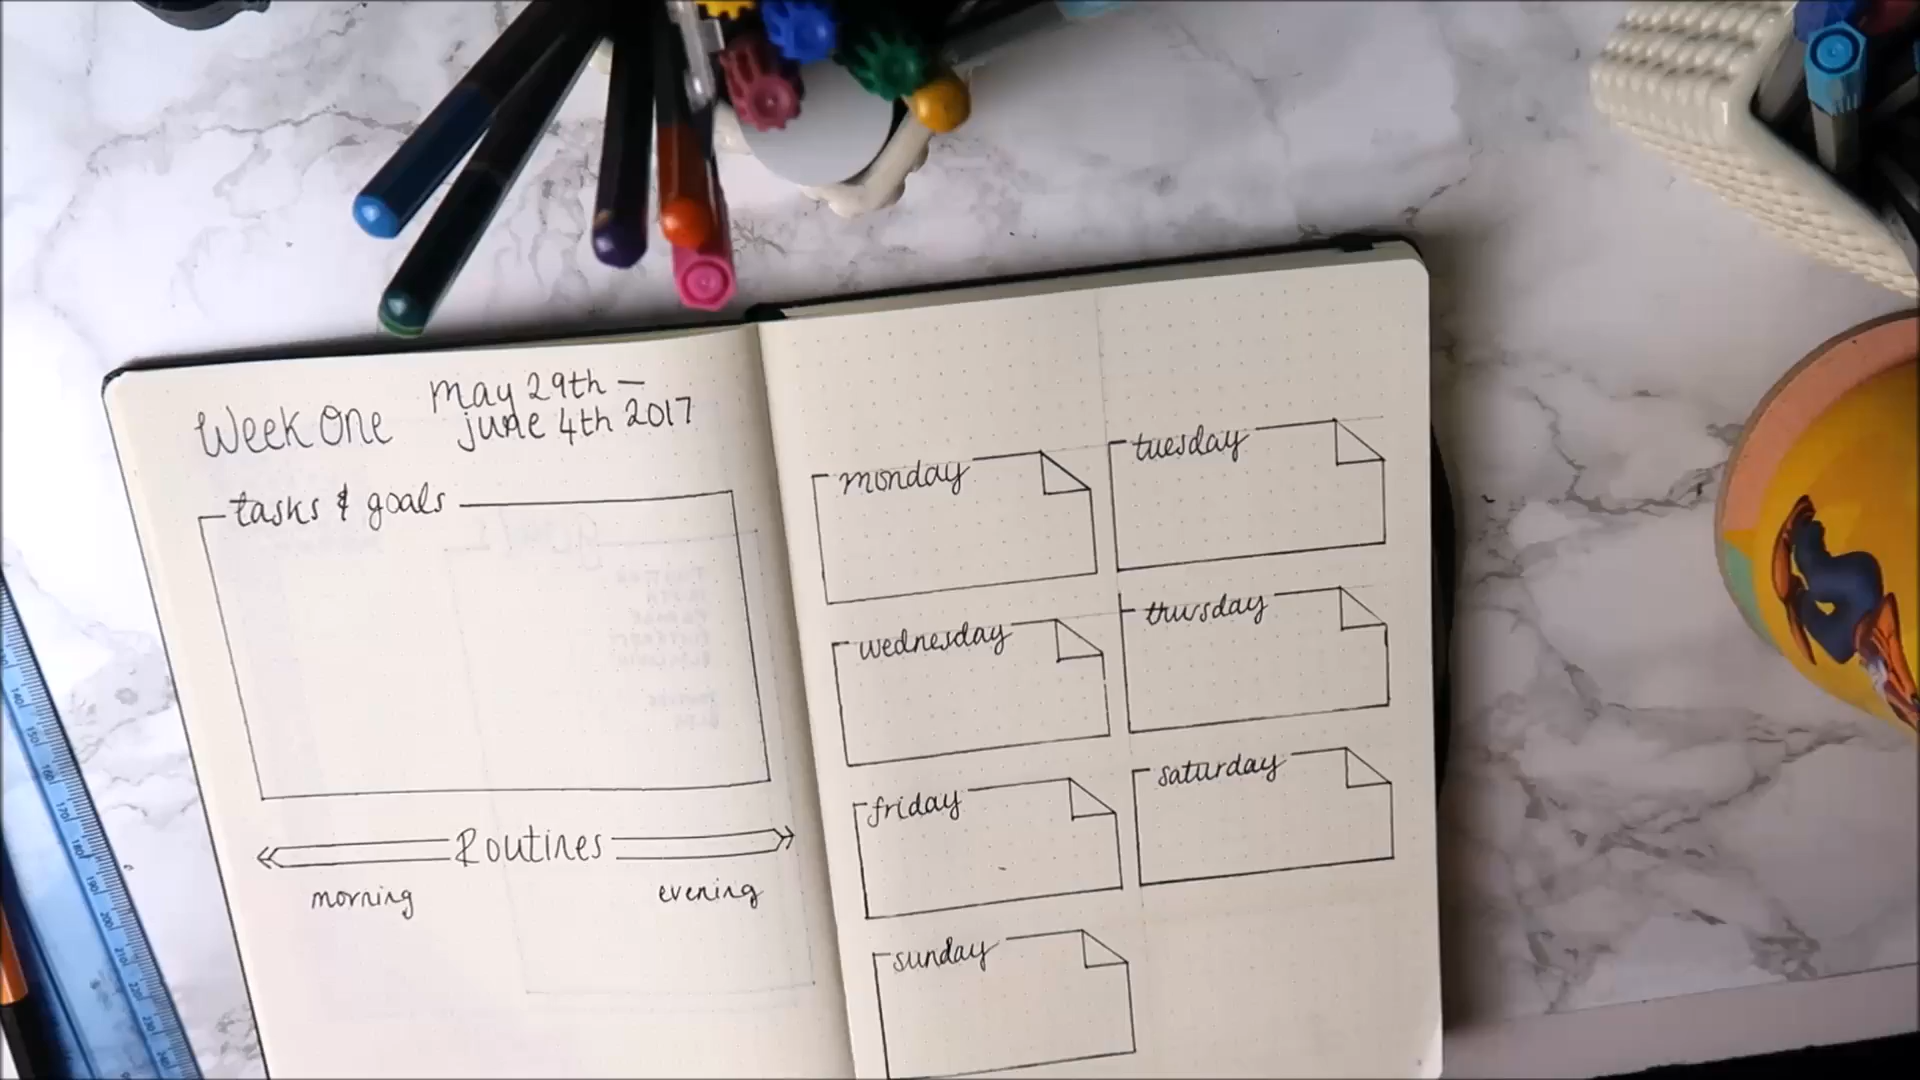 Week One
may 29th –
june 4th 2017
tasks & goals
Routines
morning
evening
monday
tuesday
wednesday
thursday
friday
saturday
sunday